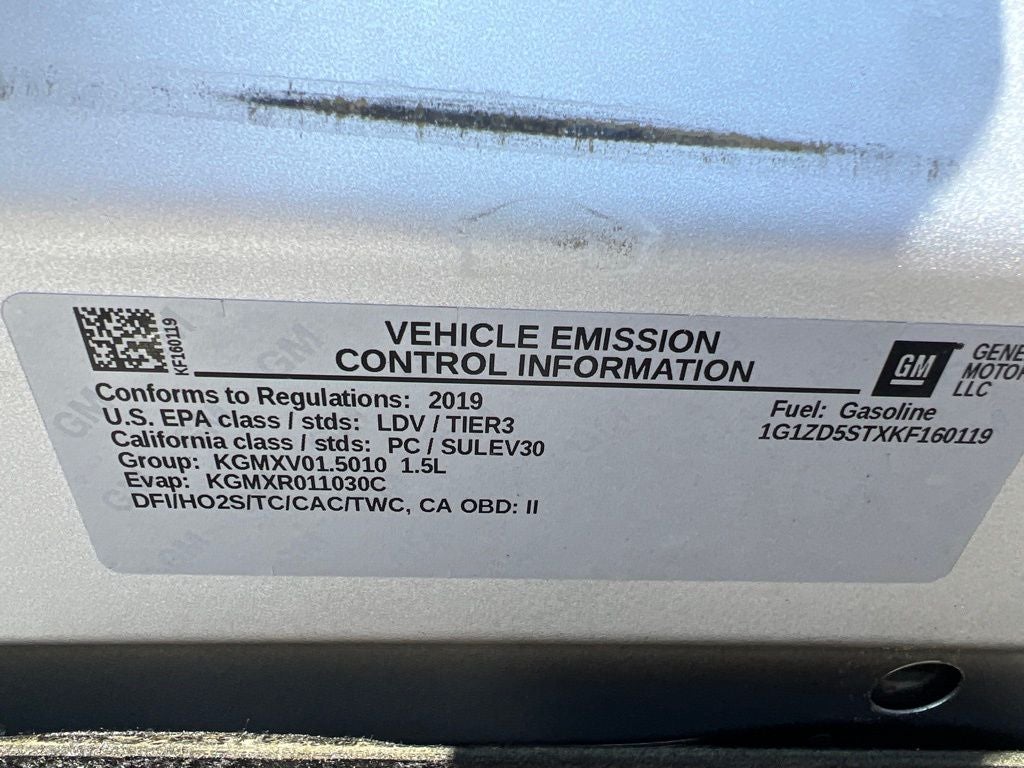 KF160119
VEHICLE EMISSION
CONTROL INFORMATION
GM
GENE
MOTOR
LLC
Conforms to Regulations: 2019
U.S. EPA class / stds: LDV / TIER3
California class / stds: PC / SULEV30
Group: KGMXV01.5010 1.5L
Evap: KGMXR011030C
DFI/HO2S/TC/CAC/TWC, CA OBD: II
Fuel: Gasoline
1G1ZD5STXKF160119